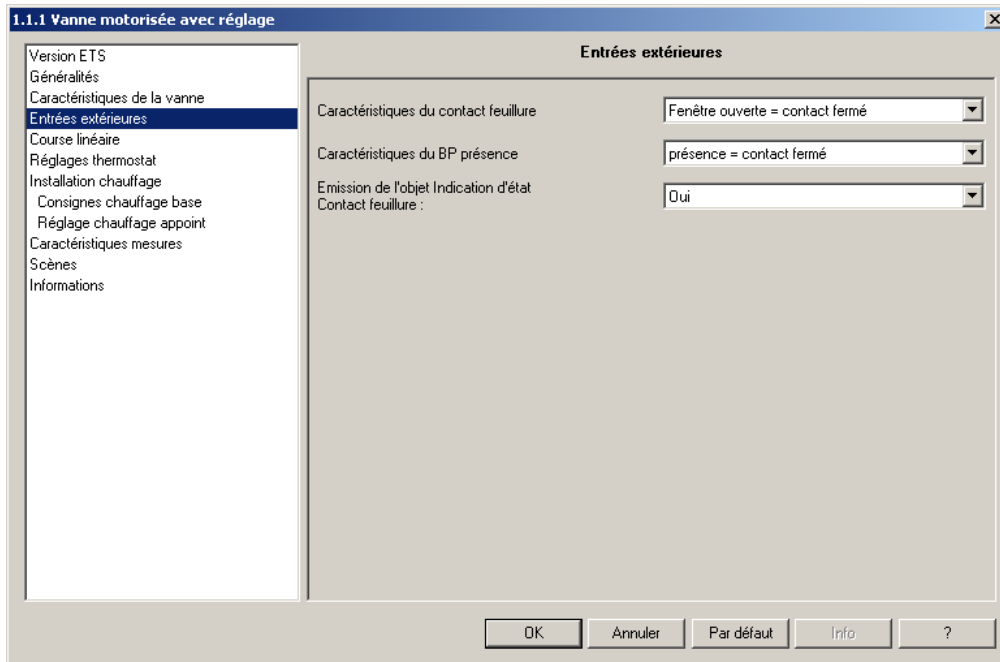 1.1.1 Vanne motorisée avec réglage
Version ETS
Généralités
Caractéristiques de la vanne
Entrées extérieures
Course linéaire
Réglages thermostat
Installation chauffage
Consignes chauffage base
Réglage chauffage appoint
Caractéristiques mesures
Scènes
Informations
Entrées extérieures
Caractéristiques du contact feuillure
Fenêtre ouverte = contact fermé
Caractéristiques du BP présence
présence = contact fermé
Emission de l'objet Indication d'état
Contact feuillure :
Oui
OK
Annuler
Par défaut
Info
?